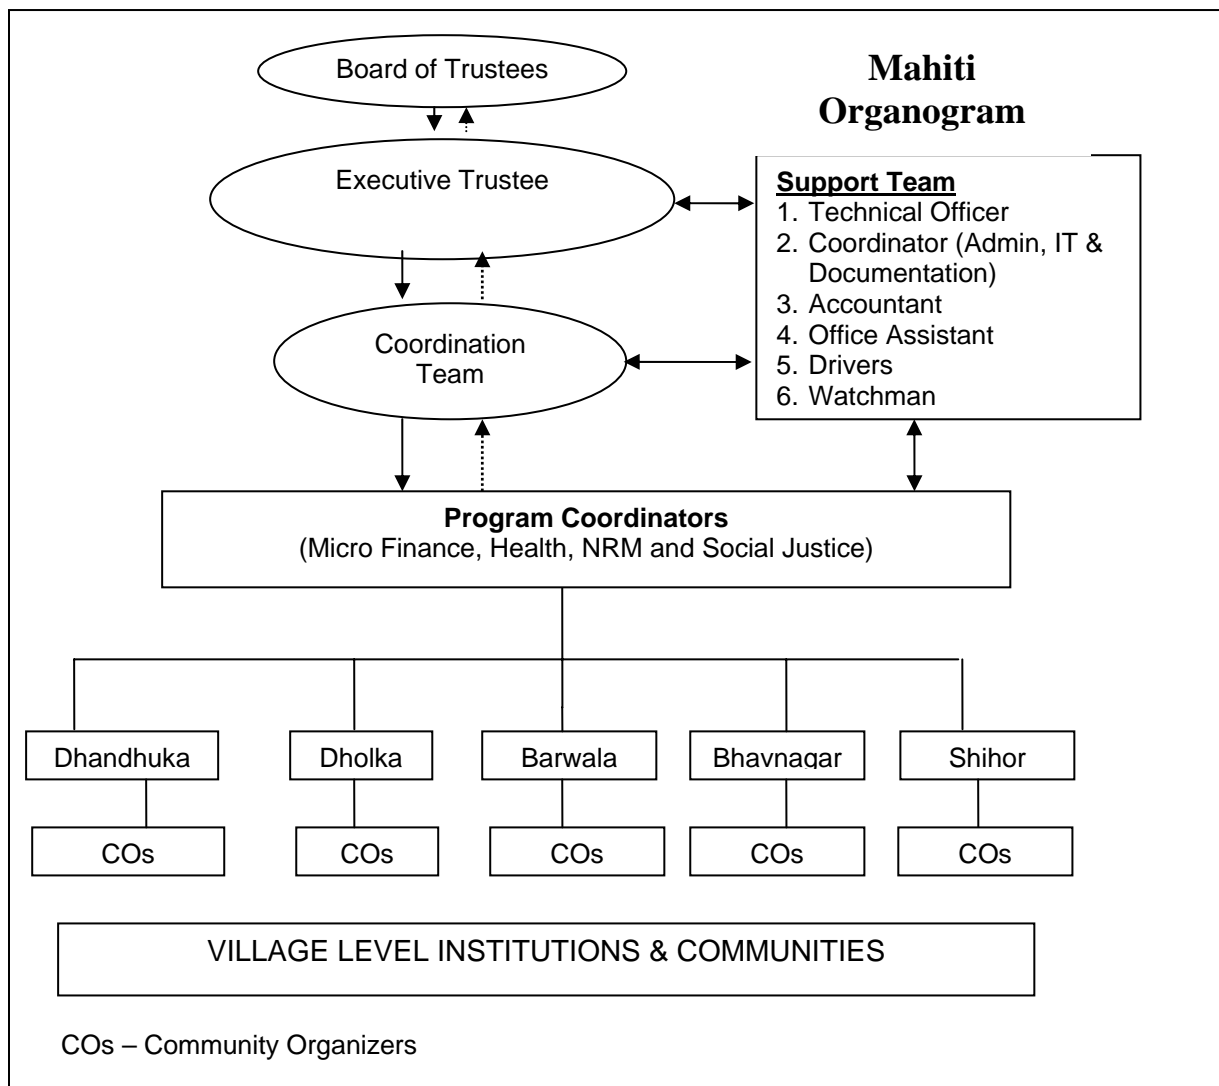 Board of Trustees
Mahiti
Organogram
Executive Trustee
Support Team
1. Technical Officer
2. Coordinator (Admin, IT &
Documentation)
3. Accountant
4. Office Assistant
5. Drivers
6. Watchman
Coordination
Team
Program Coordinators
(Micro Finance, Health, NRM and Social Justice)
Dhandhuka
Dholka
Barwala
Bhavnagar
Shihor
COs
COs
COs
COs
COs
VILLAGE LEVEL INSTITUTIONS & COMMUNITIES
COs – Community Organizers